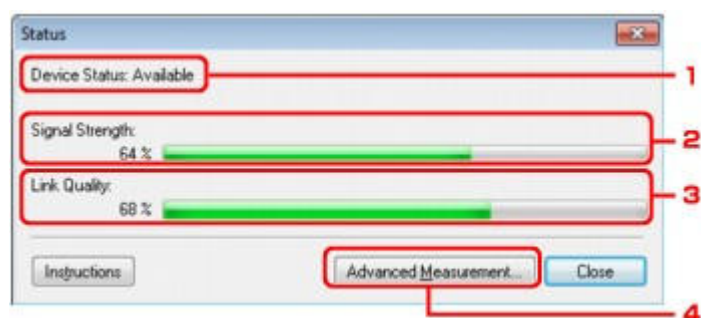 Status
Device Status: Available
1
Signal Strength:
64 %
2
Link Quality:
68 %
3
Instructions
Advanced Measurement...
Close
4